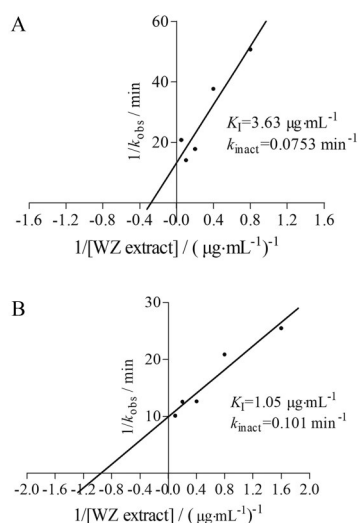 A
60
40
20
1/kobs / min
KI=3.63 μg·mL-1
kinact=0.0753 min-1
-1.6 -1.2 -0.8 -0.4 0.0 0.4 0.8 1.2 1.6
1/[WZ extract] / (μg·mL-1)-1
B
30
20
10
1/kobs / min
KI=1.05 μg·mL-1
kinact=0.101 min-1
-2.0 -1.6 -1.2 -0.8 -0.4 0.0 0.4 0.8 1.2 1.6 2.0
1/[WZ extract] / (μg·mL-1)-1